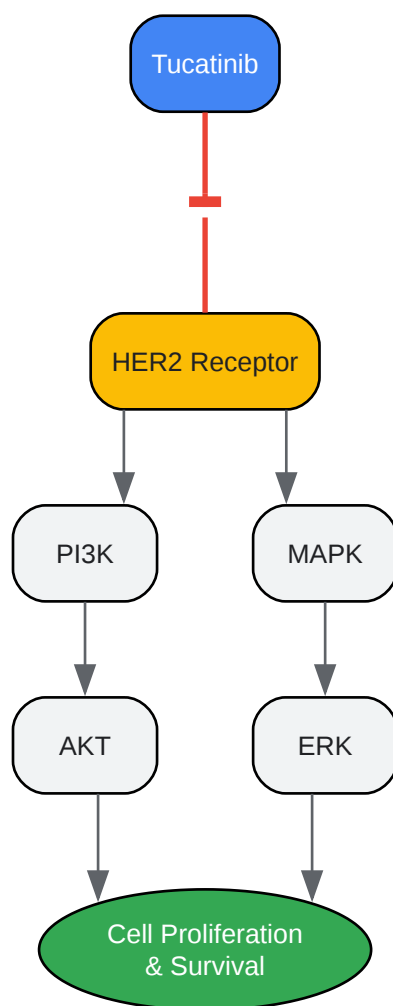 Tucatinib
HER2 Receptor
PI3K
MAPK
AKT
ERK
Cell Proliferation
& Survival